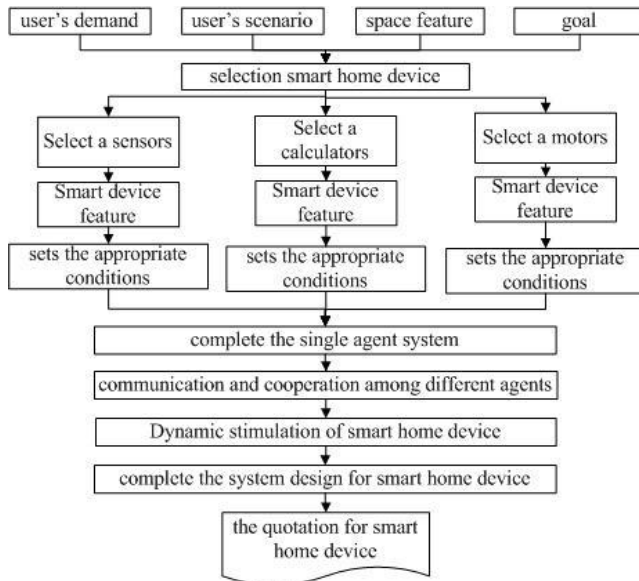 user's demand
user's scenario
space feature
goal
selection smart home device
Select a sensors
Select a
calculators
Select a motors
Smart device
feature
Smart device
feature
Smart device
feature
sets the appropriate
conditions
sets the appropriate
conditions
sets the appropriate
conditions
complete the single agent system
communication and cooperation among different agents
Dynamic stimulation of smart home device
complete the system design for smart home device
the quotation for smart
home device